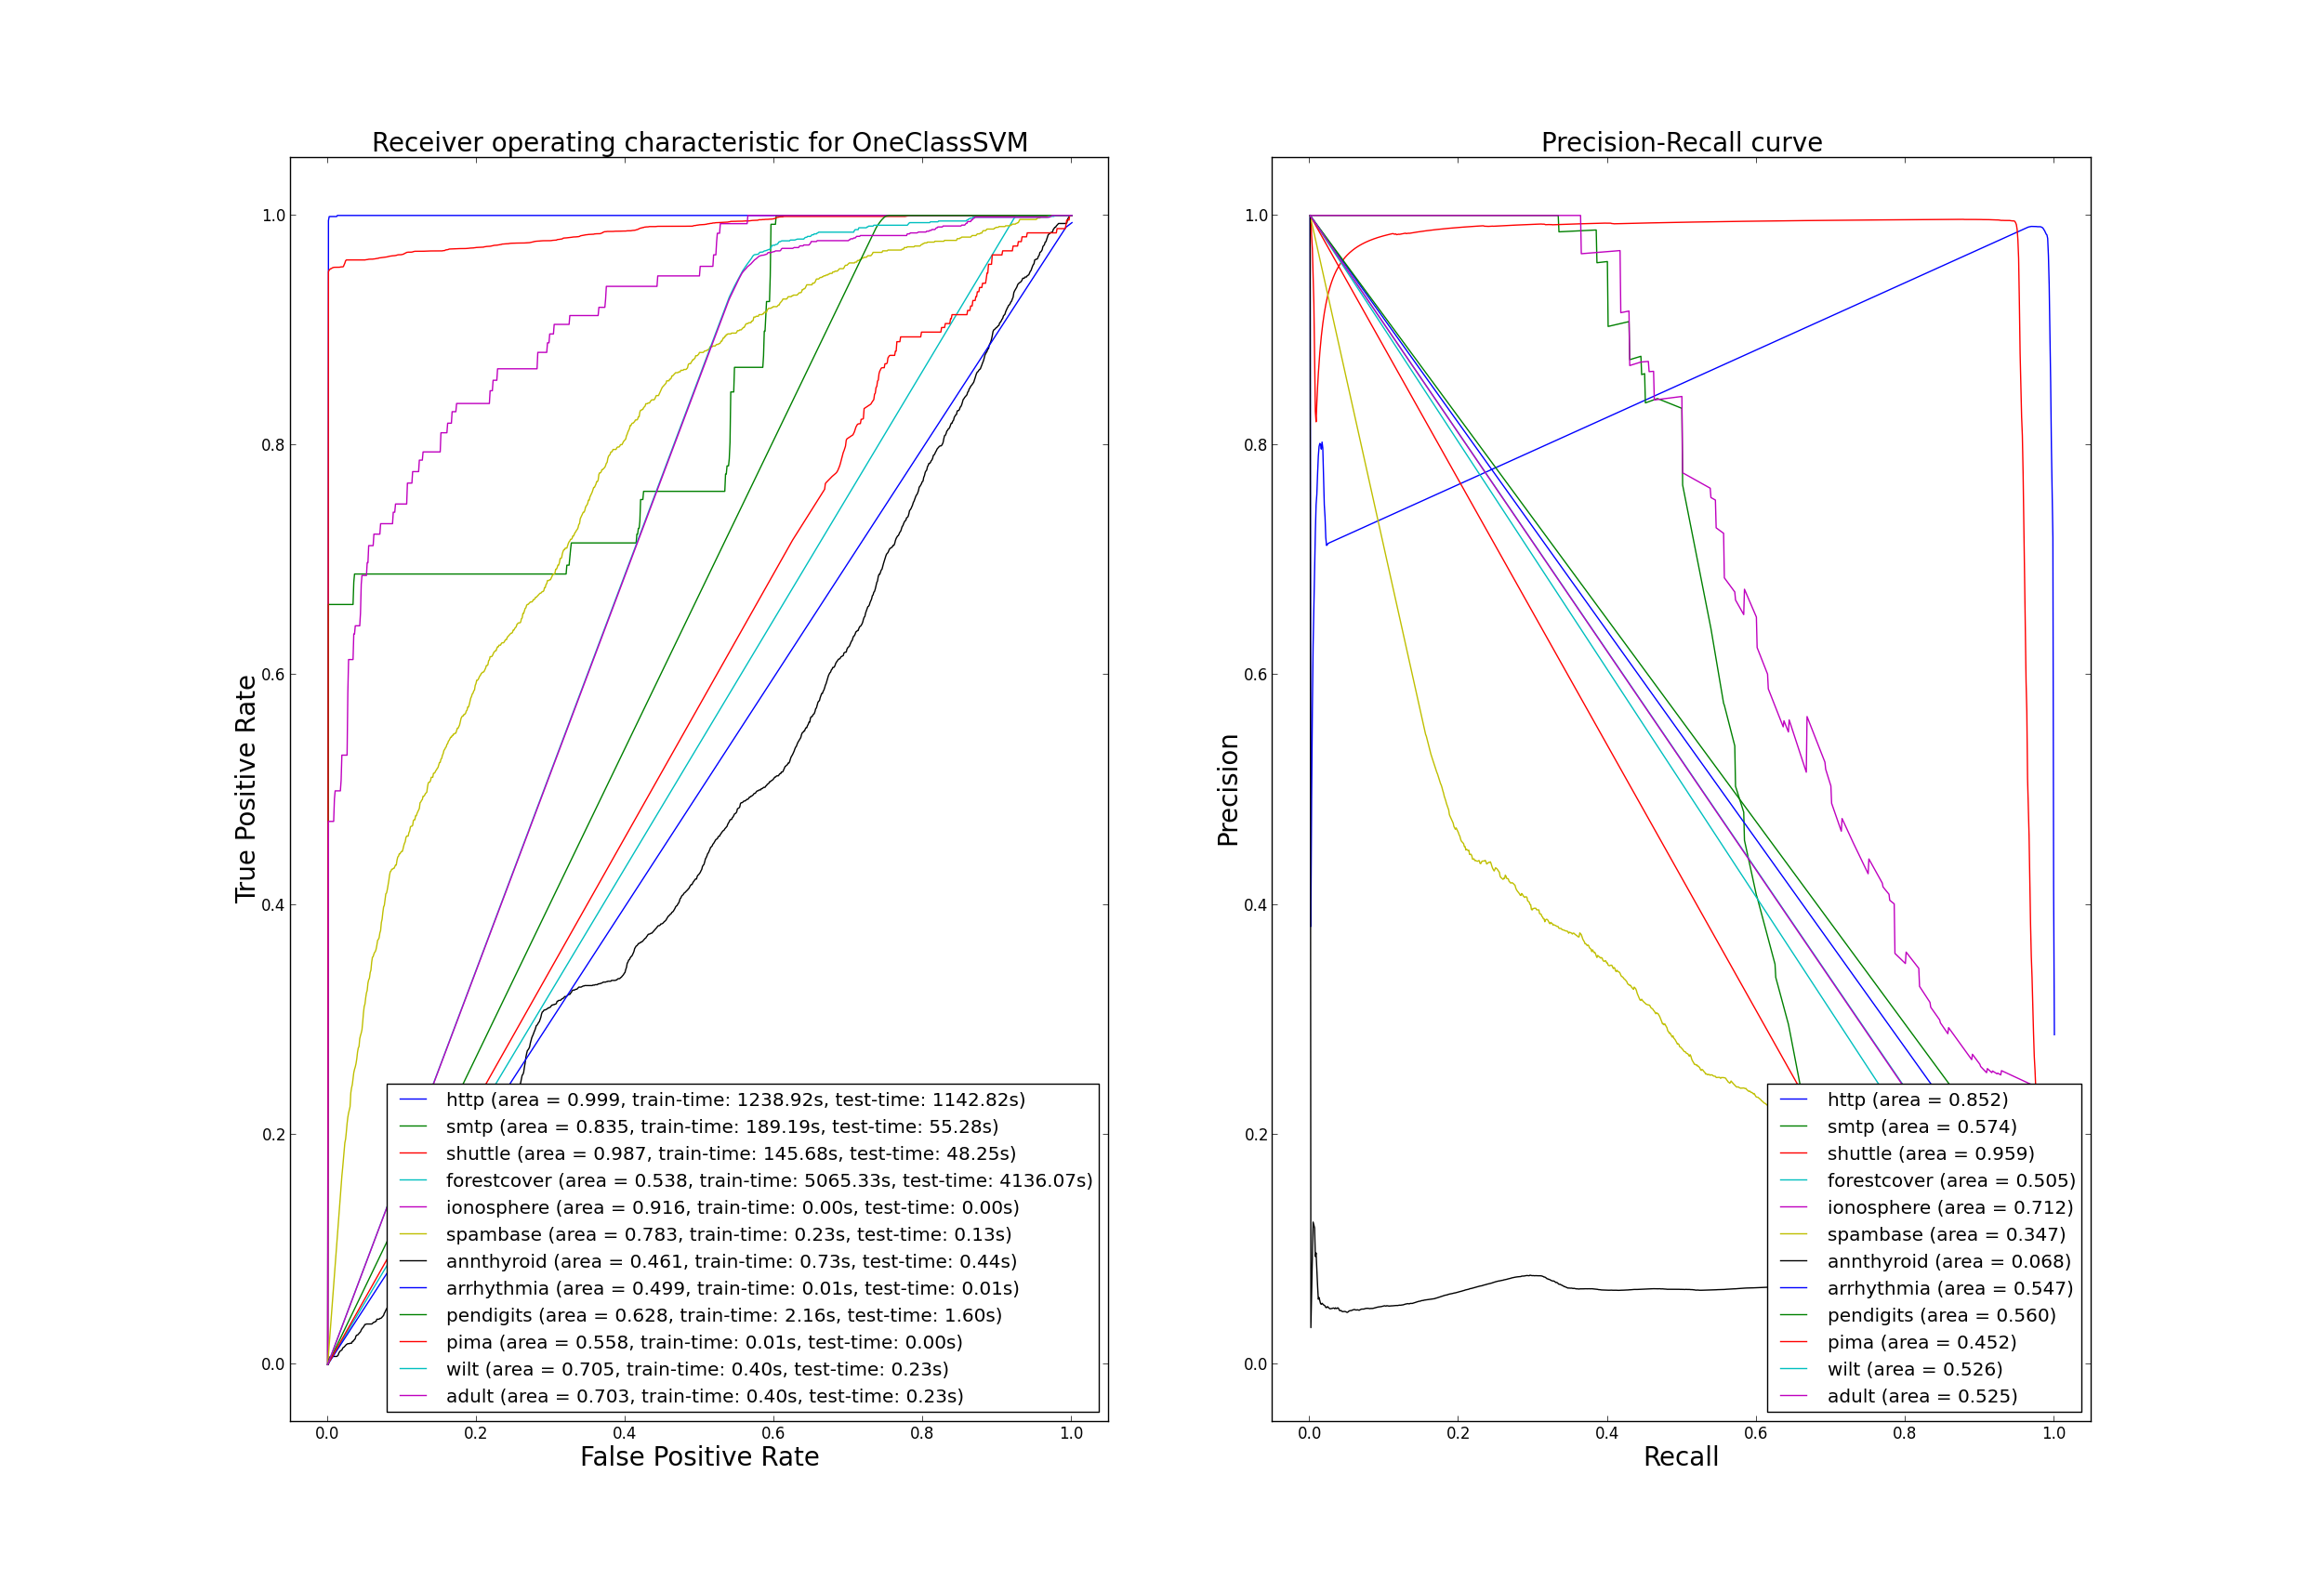 Receiver operating characteristic for OneClassSVM
1.0
0.8
0.6
0.4
0.2
0.0
True Positive Rate
http (area = 0.999, train-time: 1238.92s, test-time: 1142.82s)
smtp (area = 0.835, train-time: 189.19s, test-time: 55.28s)
shuttle (area = 0.987, train-time: 145.68s, test-time: 48.25s)
forestcover (area = 0.538, train-time: 5065.33s, test-time: 4136.07s)
ionosphere (area = 0.916, train-time: 0.00s, test-time: 0.00s)
spambase (area = 0.783, train-time: 0.23s, test-time: 0.13s)
annthyroid (area = 0.461, train-time: 0.73s, test-time: 0.44s)
arrhythmia (area = 0.499, train-time: 0.01s, test-time: 0.01s)
pendigits (area = 0.628, train-time: 2.16s, test-time: 1.60s)
pima (area = 0.558, train-time: 0.01s, test-time: 0.00s)
wilt (area = 0.705, train-time: 0.40s, test-time: 0.23s)
adult (area = 0.703, train-time: 0.40s, test-time: 0.23s)
0.0 0.2 0.4 0.6 0.8 1.0
False Positive Rate
Precision-Recall curve
1.0
0.8
0.6
0.4
0.2
0.0
Precision
http (area = 0.852)
smtp (area = 0.574)
shuttle (area = 0.959)
forestcover (area = 0.505)
ionosphere (area = 0.712)
spambase (area = 0.347)
annthyroid (area = 0.068)
arrhythmia (area = 0.547)
pendigits (area = 0.560)
pima (area = 0.452)
wilt (area = 0.526)
adult (area = 0.525)
0.0 0.2 0.4 0.6 0.8 1.0
Recall